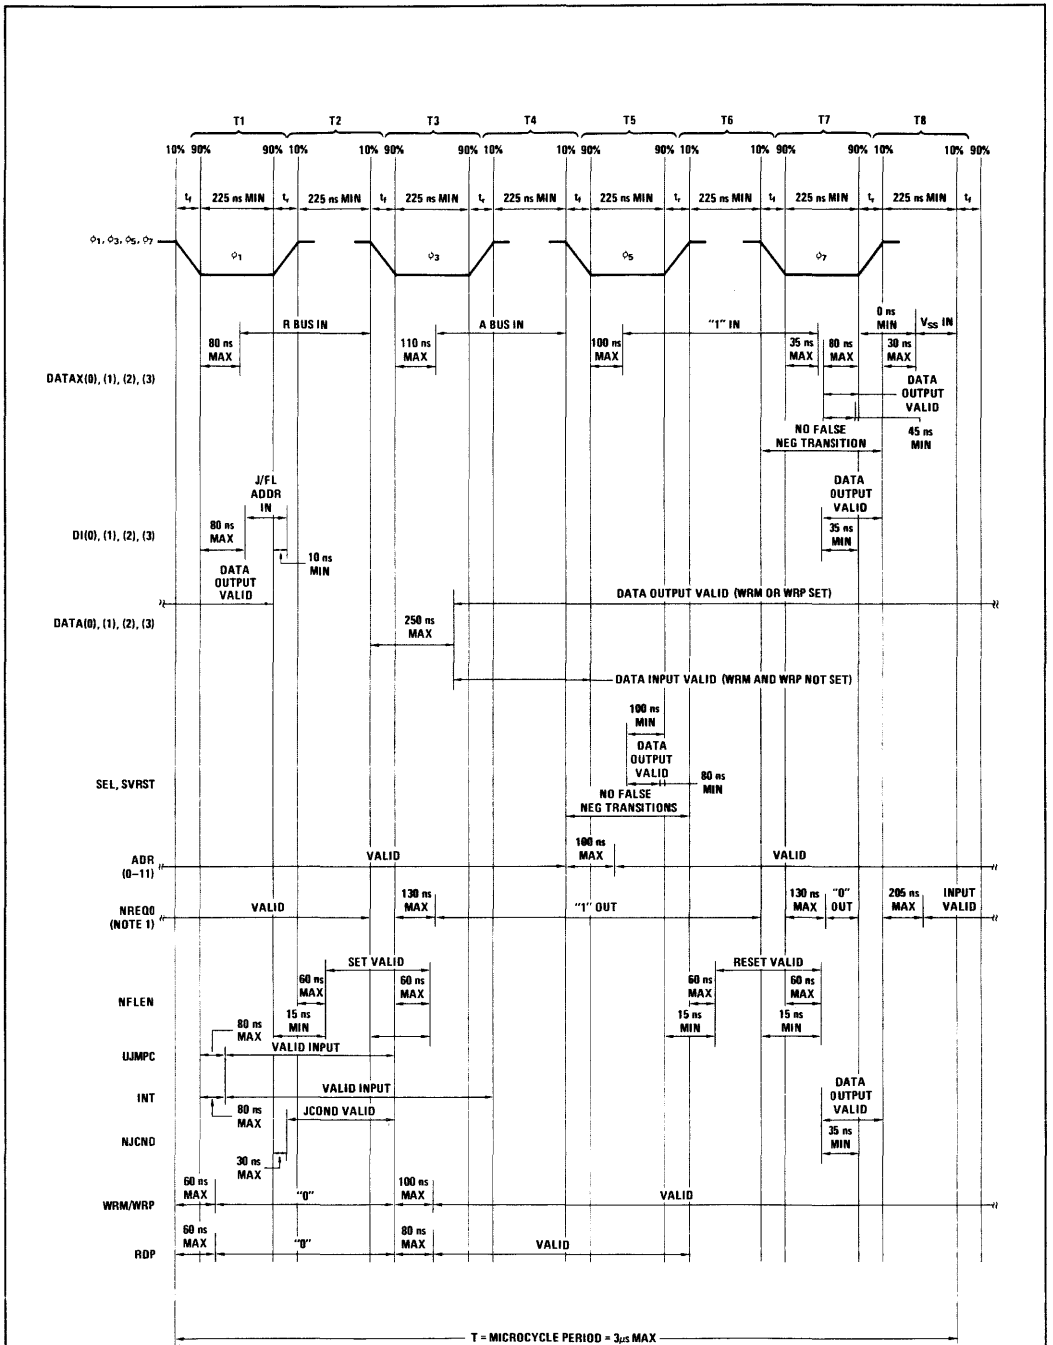 T1 T2 T3 T4 T5 T6 T7 T8
10% 90% 90% 10% 10% 90% 90% 10% 10% 90% 90% 10% 10% 90% 90% 10% 10% 90%
tf 225 ns MIN tr 225 ns MIN tf 225 ns MIN tr 225 ns MIN tf 225 ns MIN tr 225 ns MIN tf 225 ns MIN tr 225 ns MIN tf
ϕ1, ϕ3, ϕ5, ϕ7
ϕ1 ϕ3 ϕ5 ϕ7
DATAX(0), (1), (2), (3)
80 ns
MAX
R BUS IN
110 ns
MAX
A BUS IN
100 ns
MAX
"1" IN
35 ns
MAX
80 ns
MAX
0 ns
MIN
30 ns
MAX
VSS IN
DATA
OUTPUT
VALID
45 ns
MIN
NO FALSE
NEG TRANSITION
DI(0), (1), (2), (3)
80 ns
MAX
J/FL
ADDR
IN
10 ns
MIN
DATA
OUTPUT
VALID
35 ns
MIN
DATA(0), (1), (2), (3)
DATA
OUTPUT
VALID
250 ns
MAX
DATA OUTPUT VALID (WRM OR WRP SET)
DATA INPUT VALID (WRM AND WRP NOT SET)
SEL, SVRST
100 ns
MIN
DATA
OUTPUT
VALID
80 ns
MIN
NO FALSE
NEG TRANSITIONS
ADR
(0-11)
VALID
100 ns
MAX
VALID
NREQ0
(NOTE 1)
VALID
130 ns
MAX
"1" OUT
130 ns
MAX
"0"
OUT
205 ns
MAX
INPUT
VALID
NFLEN
SET VALID
60 ns
MAX
60 ns
MAX
15 ns
MIN
RESET VALID
60 ns
MAX
60 ns
MAX
15 ns
MIN
15 ns
MIN
UJMPC
80 ns
MAX
VALID INPUT
INT
80 ns
MAX
VALID INPUT
NJCND
30 ns
MAX
JCOND VALID
DATA
OUTPUT
VALID
35 ns
MIN
WRM/WRP
60 ns
MAX
"0"
100 ns
MAX
VALID
RDP
60 ns
MAX
"0"
80 ns
MAX
VALID
T = MICROCYCLE PERIOD = 3μs MAX